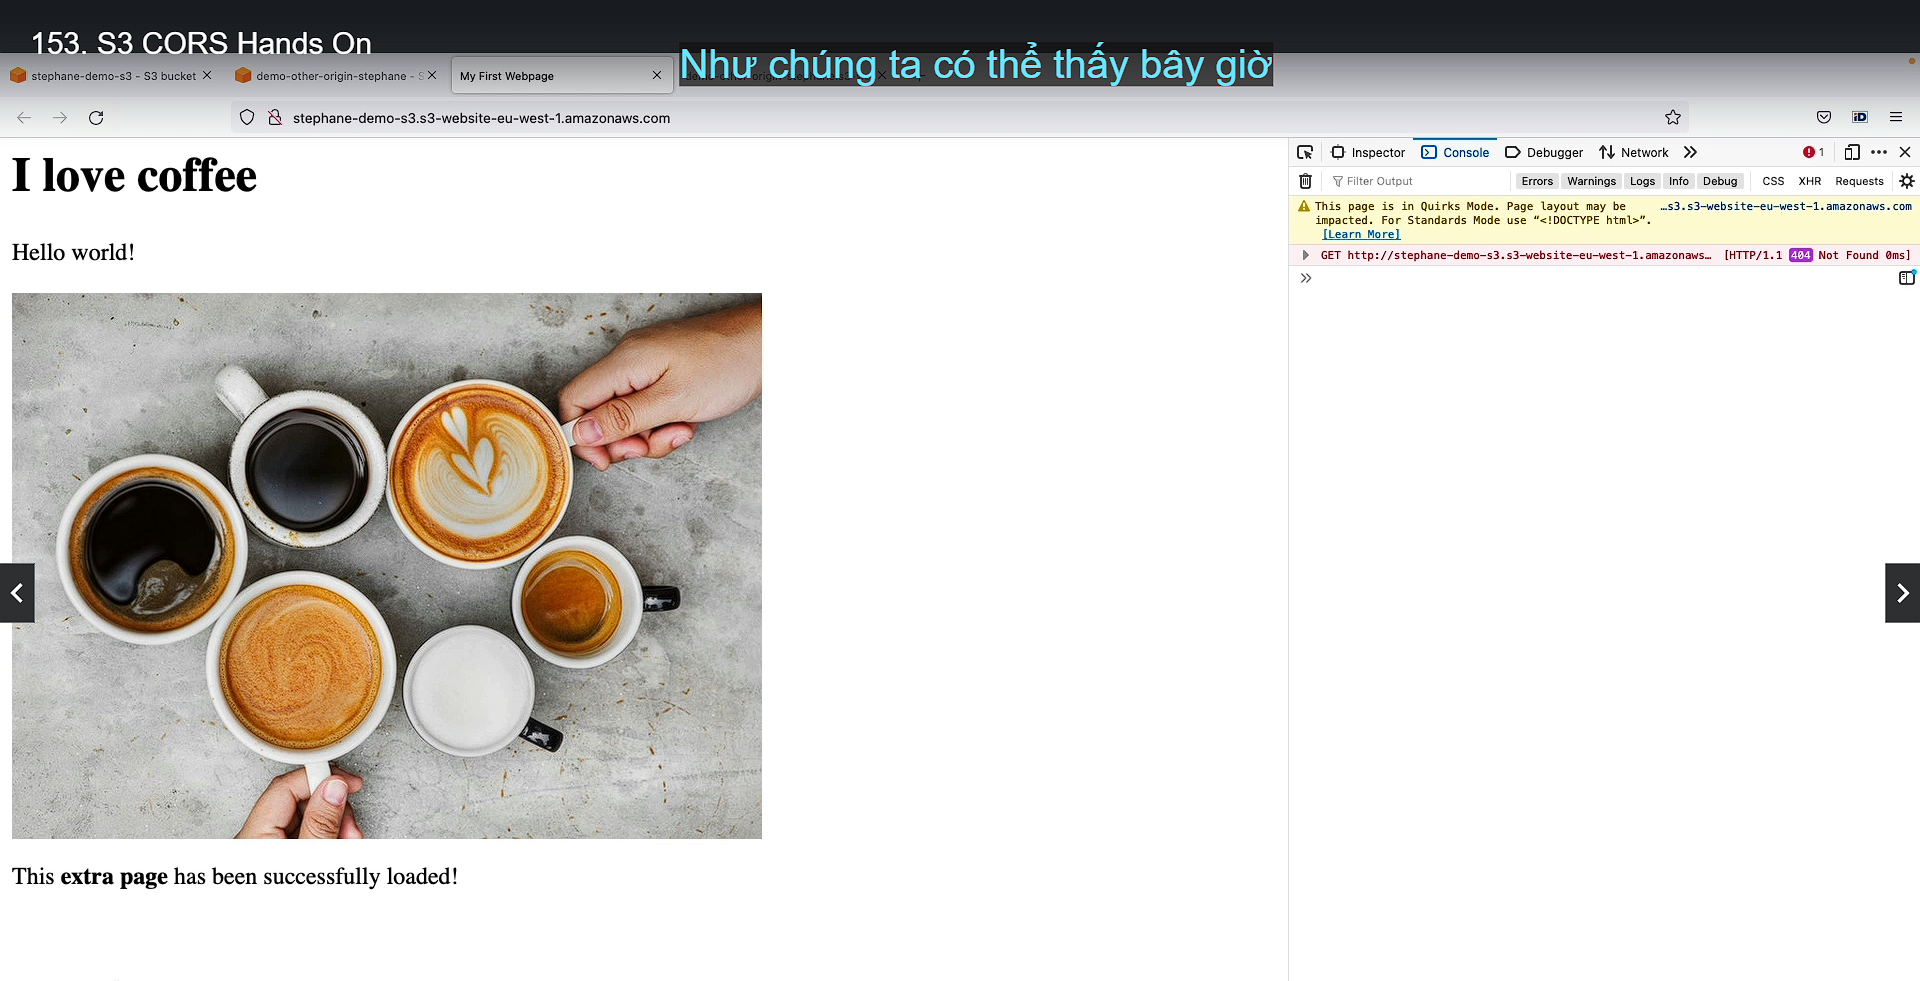 153. S3 CORS Hands On
Như chúng ta có thể thấy bây giờ
stephane-demo-s3 - S3 bucket
demo-other-origin-stephane - S
My First Webpage
stephane-demo-s3.s3-website-eu-west-1.amazonaws.com
I love coffee
Hello world!
This extra page has been successfully loaded!
Inspector Console Debugger Network 1
Filter Output Errors Warnings Logs Info Debug CSS XHR Requests
This page is in Quirks Mode. Page layout may be …s3.s3-website-eu-west-1.amazonaws.com
impacted. For Standards Mode use “<!DOCTYPE html>”.
[Learn More]
GET http://stephane-demo-s3.s3-website-eu-west-1.amazonaws… [HTTP/1.1 404 Not Found 0ms]